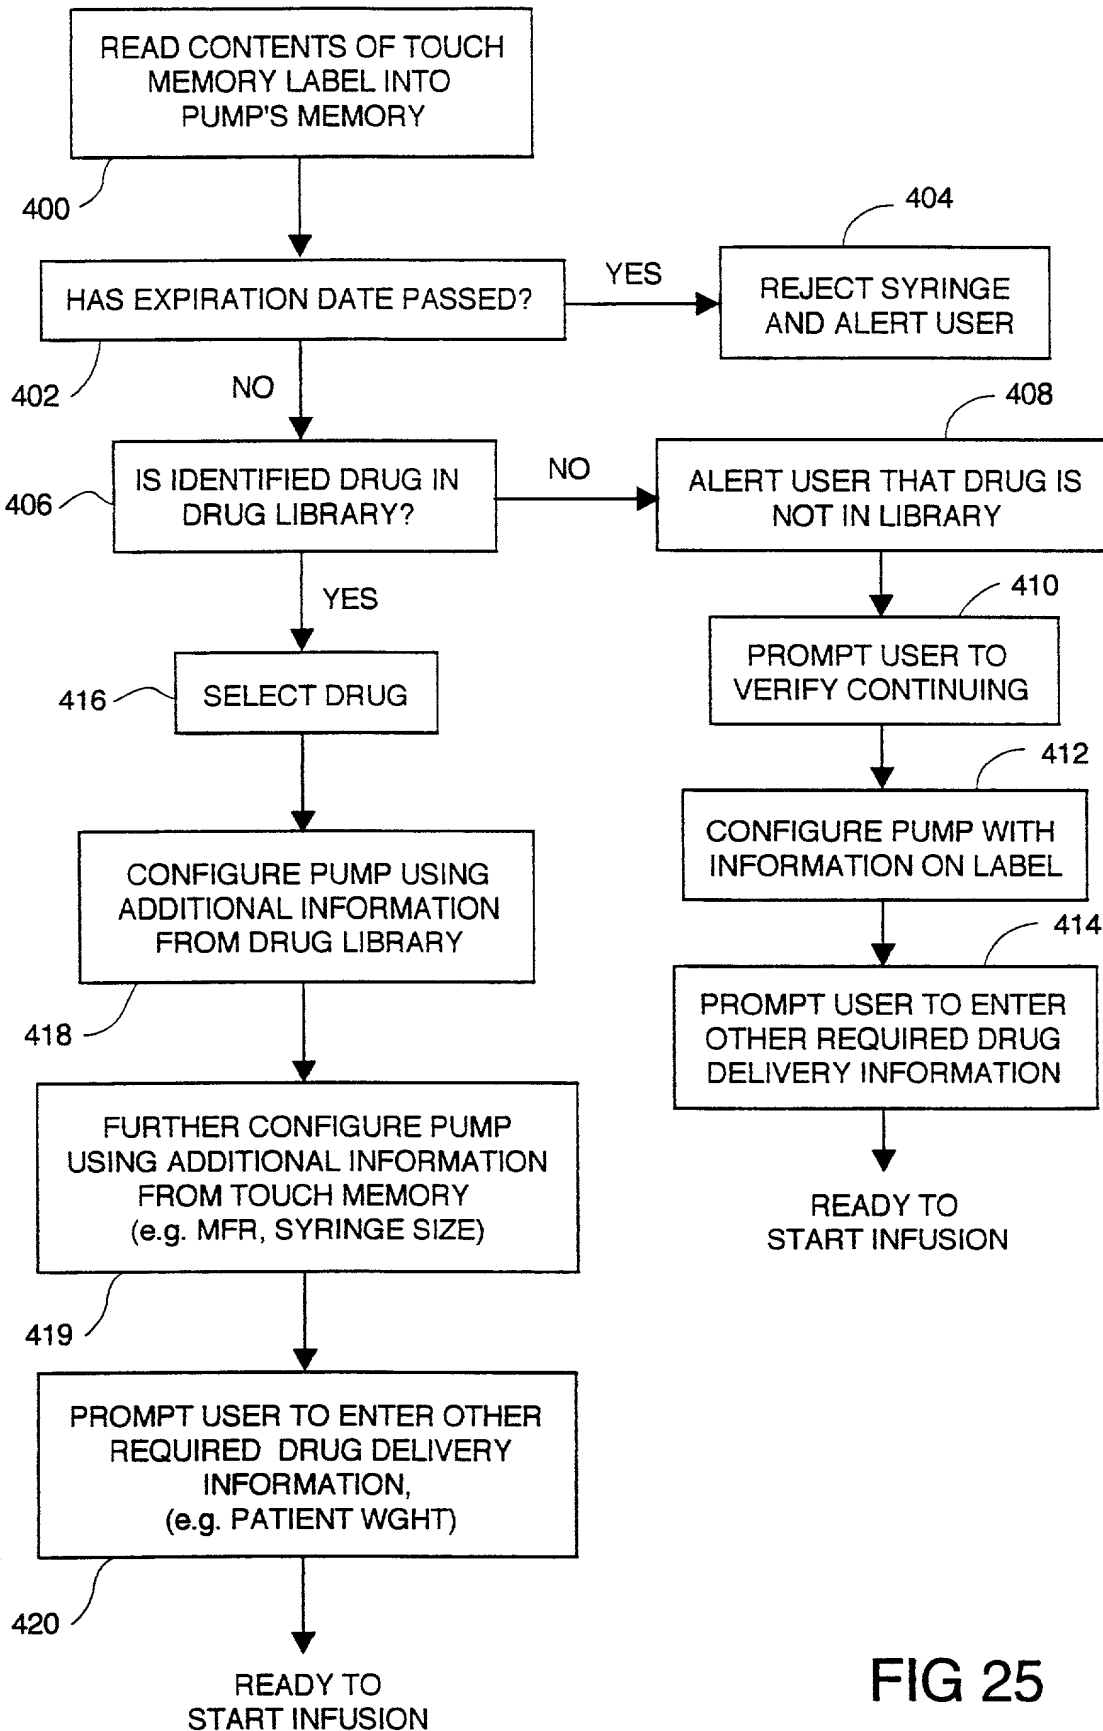 READ CONTENTS OF TOUCH
MEMORY LABEL INTO
PUMP'S MEMORY
400
404
HAS EXPIRATION DATE PASSED?
YES
REJECT SYRINGE
AND ALERT USER
402
NO
408
406
IS IDENTIFIED DRUG IN
DRUG LIBRARY?
NO
ALERT USER THAT DRUG IS
NOT IN LIBRARY
YES
410
416
SELECT DRUG
PROMPT USER TO
VERIFY CONTINUING
412
CONFIGURE PUMP WITH
INFORMATION ON LABEL
CONFIGURE PUMP USING
ADDITIONAL INFORMATION
FROM DRUG LIBRARY
414
418
PROMPT USER TO ENTER
OTHER REQUIRED DRUG
DELIVERY INFORMATION
FURTHER CONFIGURE PUMP
USING ADDITIONAL INFORMATION
FROM TOUCH MEMORY
(e.g. MFR, SYRINGE SIZE)
READY TO
START INFUSION
419
PROMPT USER TO ENTER OTHER
REQUIRED DRUG DELIVERY
INFORMATION,
(e.g. PATIENT WGHT)
420
READY TO
START INFUSION
FIG 25